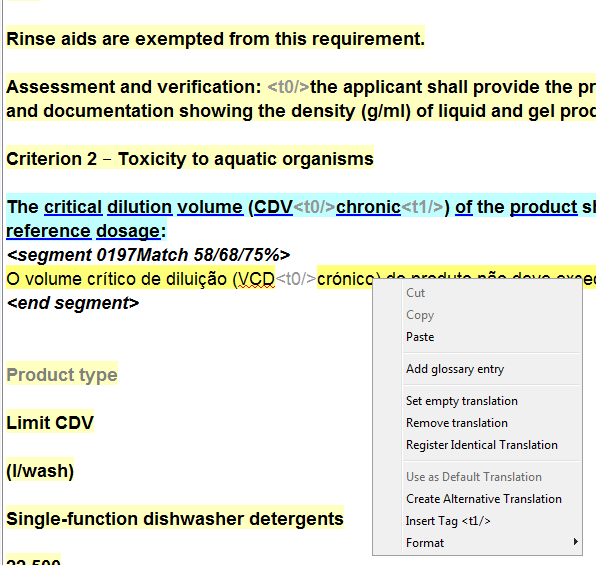 Rinse aids are exempted from this requirement.
Assessment and verification: <t0/>the applicant shall provide the pr
and documentation showing the density (g/ml) of liquid and gel prod
Criterion 2 – Toxicity to aquatic organisms
The critical dilution volume (CDV<t0/>chronic<t1/>) of the product sh
reference dosage:
<segment 0197Match 58/68/75%>
O volume crítico de diluição (VCD<t0/>crónico) do produto não deve exced
<end segment>
Cut
Copy
Paste
Add glossary entry
Set empty translation
Remove translation
Register Identical Translation
Use as Default Translation
Create Alternative Translation
Insert Tag <t1/>
Format
Product type
Limit CDV
(l/wash)
Single-function dishwasher detergents
22 500